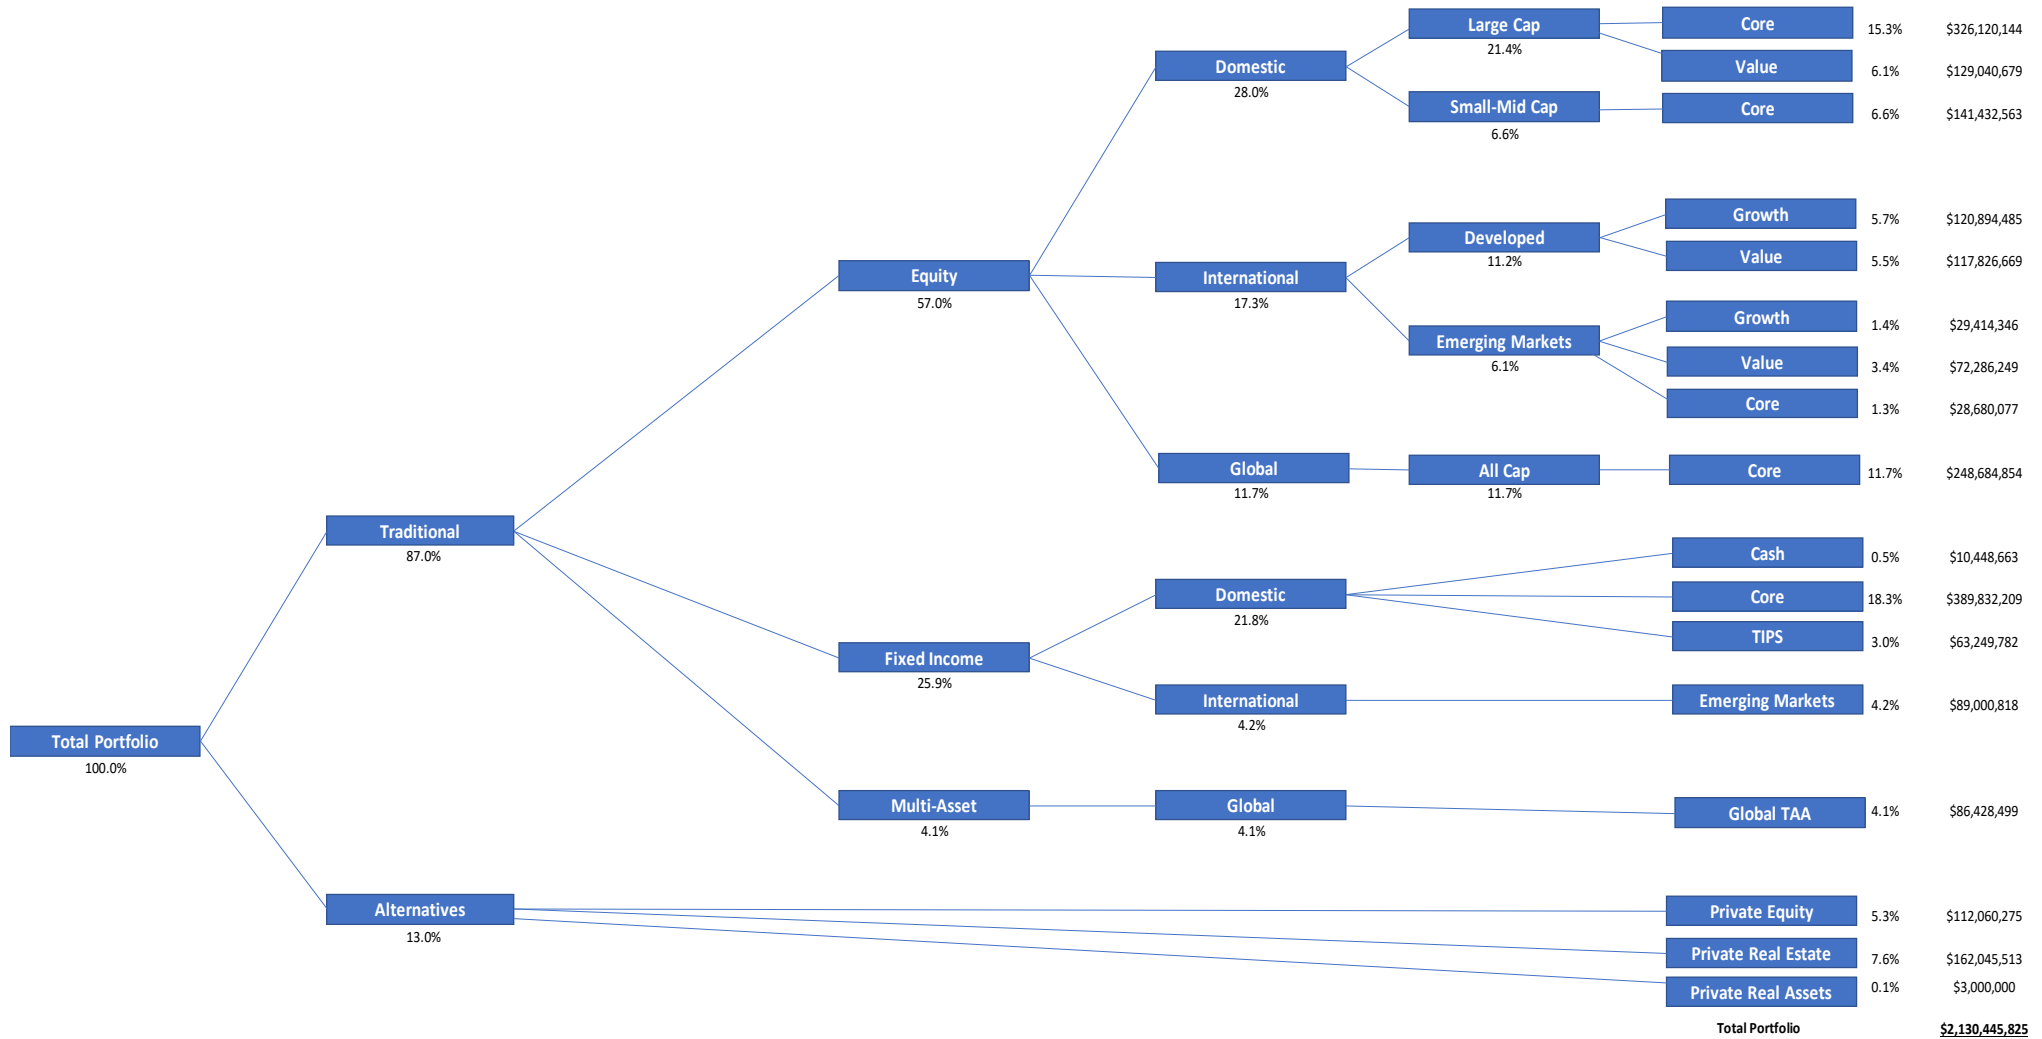 Large Cap
21.4%
Core 15.3% $326,120,144
Value 6.1% $129,040,679
Domestic
28.0%
Small-Mid Cap
6.6%
Core 6.6% $141,432,563
Growth 5.7% $120,894,485
Developed
11.2%
Value 5.5% $117,826,669
Equity
57.0%
International
17.3%
Growth 1.4% $29,414,346
Emerging Markets
6.1%
Value 3.4% $72,286,249
Core 1.3% $28,680,077
Global
11.7%
All Cap
11.7%
Core 11.7% $248,684,854
Traditional
87.0%
Cash 0.5% $10,448,663
Domestic
21.8%
Core 18.3% $389,832,209
TIPS 3.0% $63,249,782
Fixed Income
25.9%
International
4.2%
Emerging Markets 4.2% $89,000,818
Total Portfolio
100.0%
Multi-Asset
4.1%
Global
4.1%
Global TAA 4.1% $86,428,499
Alternatives
13.0%
Private Equity 5.3% $112,060,275
Private Real Estate 7.6% $162,045,513
Private Real Assets 0.1% $3,000,000
Total Portfolio $2,130,445,825